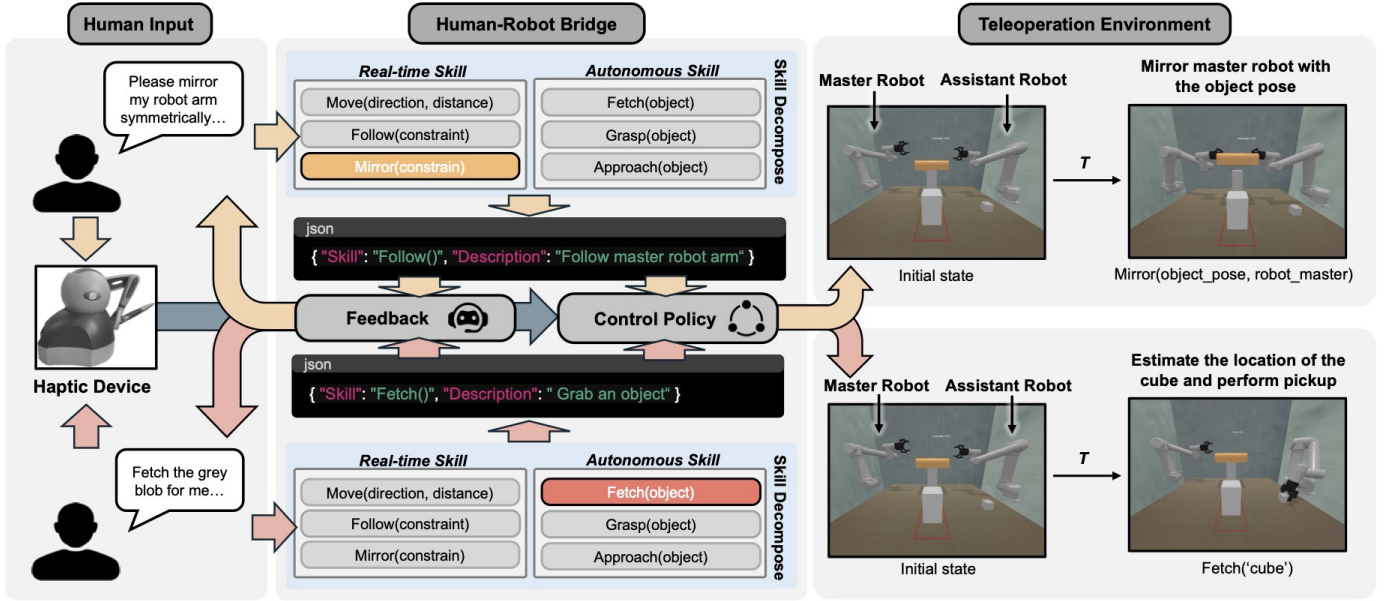 Human Input
Human-Robot Bridge
Teleoperation Environment
Please mirror
my robot arm
symmetrically…
Haptic Device
Fetch the grey
blob for me…
Real-time Skill
Autonomous Skill
Move(direction, distance)
Fetch(object)
Follow(constraint)
Grasp(object)
Mirror(constrain)
Approach(object)
Skill Decompose
json
{ "Skill": "Follow()", "Description": "Follow master robot arm“ }
Feedback
Control Policy
json
{ "Skill": "Fetch()", "Description": " Grab an object“ }
Real-time Skill
Autonomous Skill
Move(direction, distance)
Fetch(object)
Follow(constraint)
Grasp(object)
Mirror(constrain)
Approach(object)
Skill Decompose
Master Robot
Assistant Robot
Mirror master robot with
the object pose
T
Initial state
Mirror(object_pose, robot_master)
Master Robot
Assistant Robot
Estimate the location of the
cube and perform pickup
T
Initial state
Fetch(‘cube’)